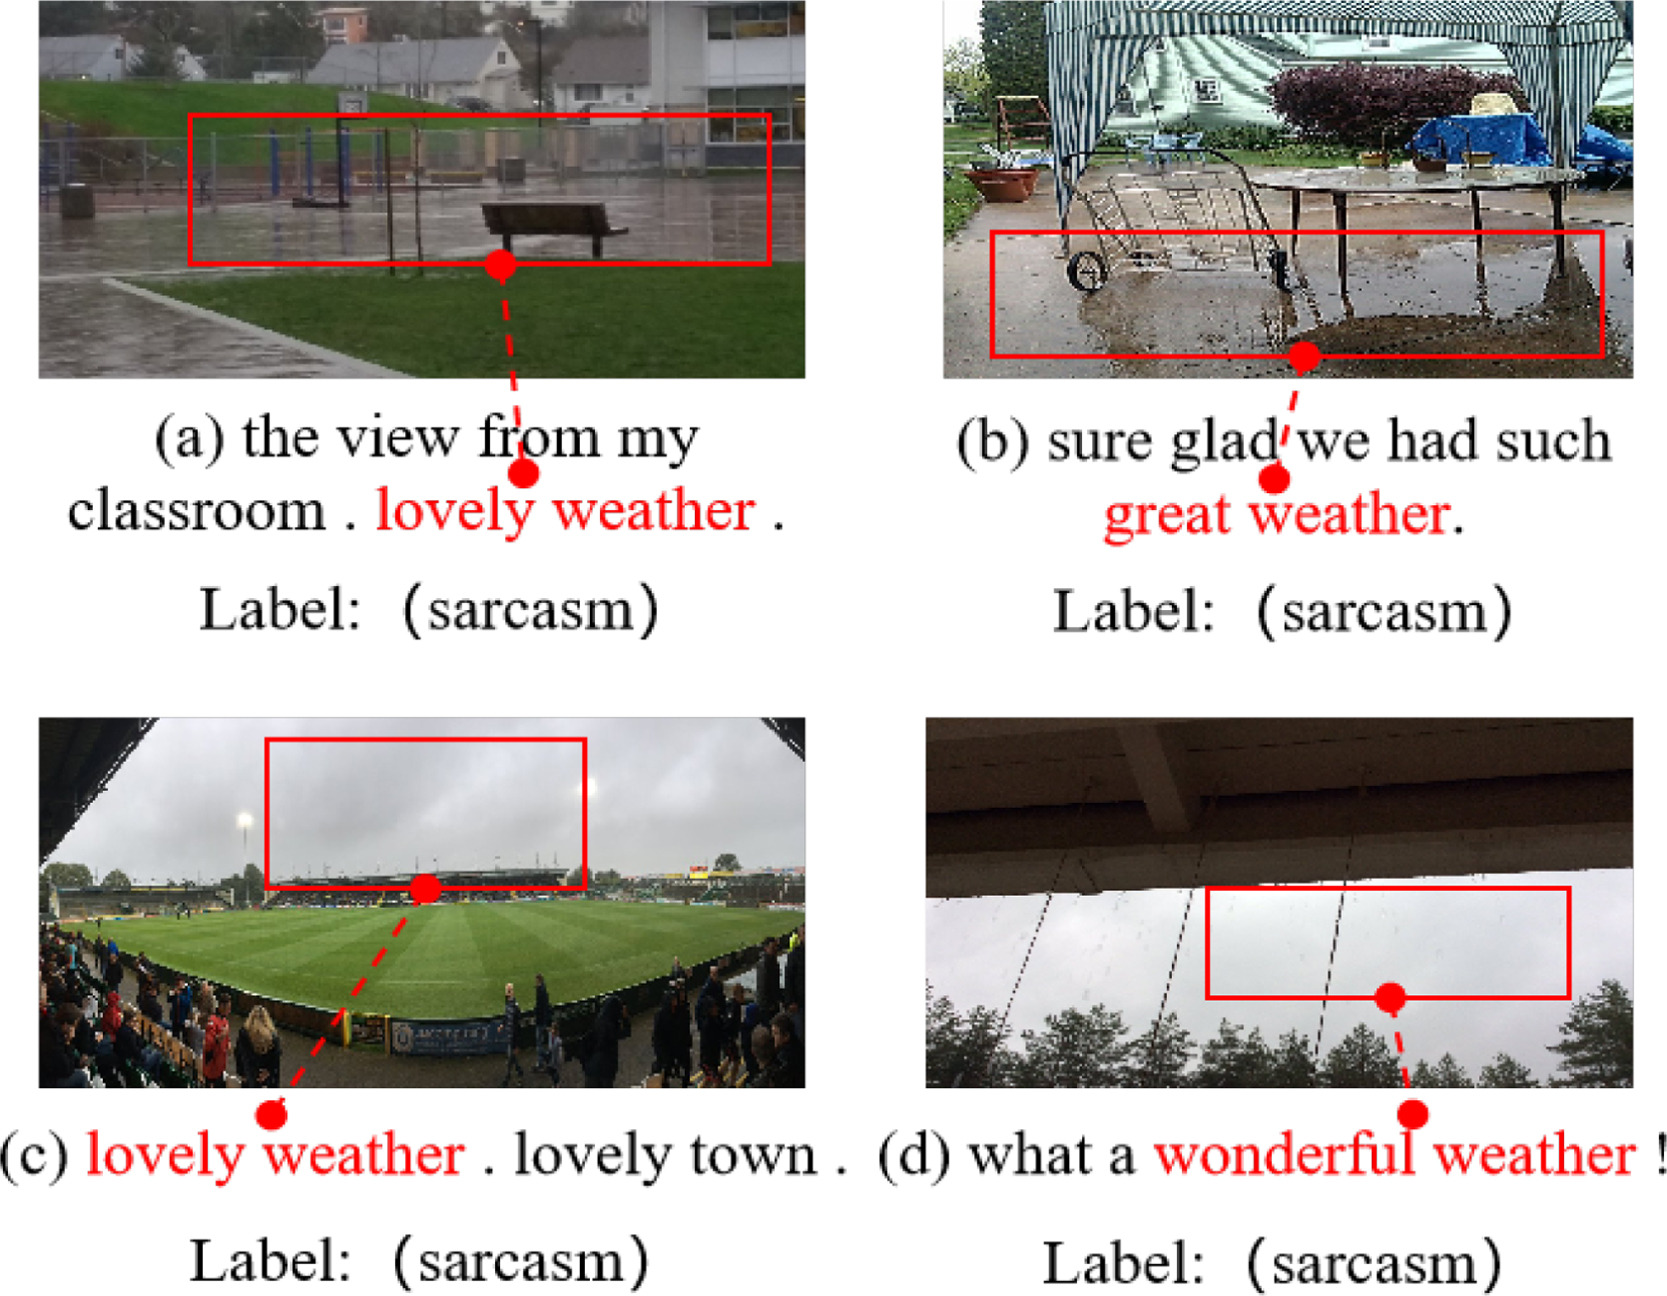 (a) the view from my
classroom . lovely weather .
Label: (sarcasm)
(b) sure glad we had such
great weather.
Label: (sarcasm)
(c) lovely weather . lovely town .
Label: (sarcasm)
(d) what a wonderful weather !
Label: (sarcasm)